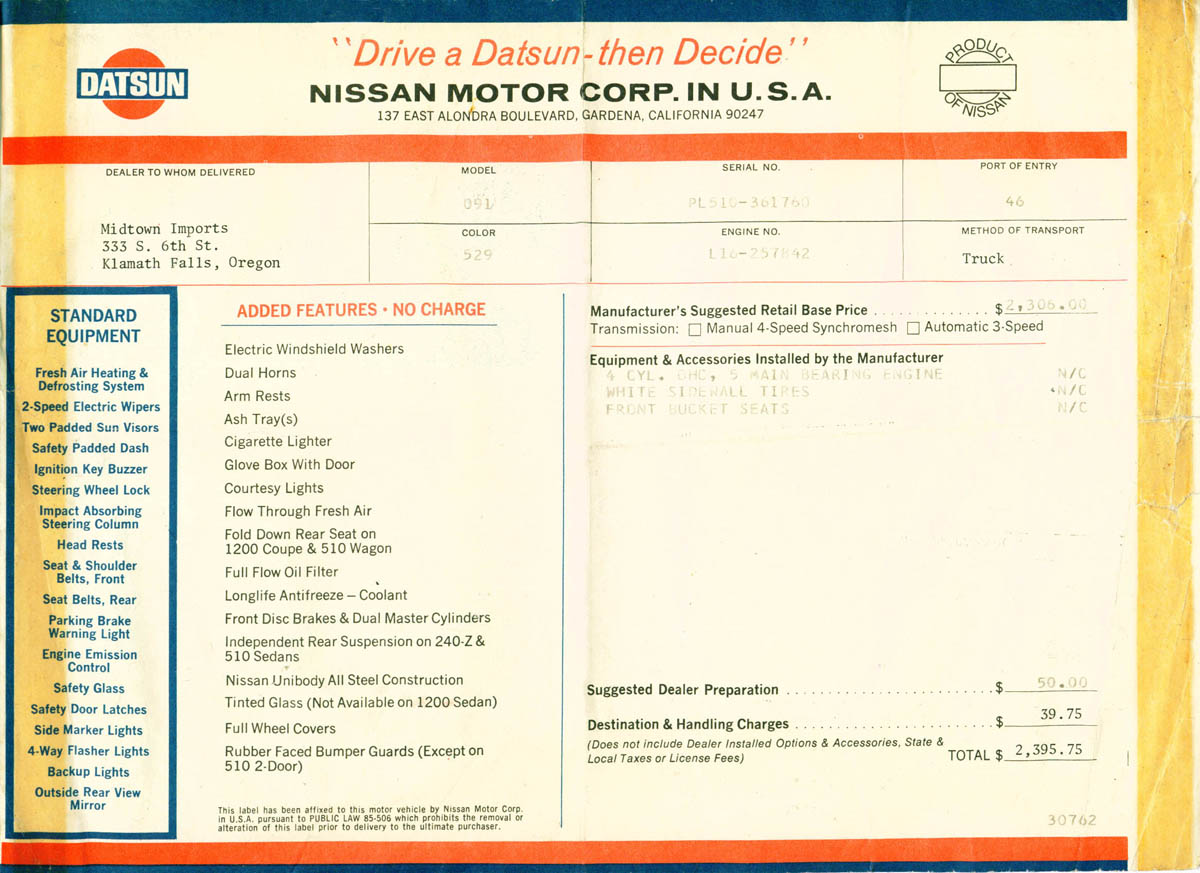 DATSUN
"Drive a Datsun-then Decide"
NISSAN MOTOR CORP. IN U.S.A.
137 EAST ALONDRA BOULEVARD, GARDENA, CALIFORNIA 90247
PRODUCT
OF NISSAN
DEALER TO WHOM DELIVERED
Midtown Imports
333 S. 6th St.
Klamath Falls, Oregon
MODEL
091
COLOR
529
SERIAL NO.
PL510-361760
ENGINE NO.
L16-257842
PORT OF ENTRY
46
METHOD OF TRANSPORT
Truck
STANDARD
EQUIPMENT
Fresh Air Heating &
Defrosting System
2-Speed Electric Wipers
Two Padded Sun Visors
Safety Padded Dash
Ignition Key Buzzer
Steering Wheel Lock
Impact Absorbing
Steering Column
Head Rests
Seat & Shoulder
Belts, Front
Seat Belts, Rear
Parking Brake
Warning Light
Engine Emission
Control
Safety Glass
Safety Door Latches
Side Marker Lights
4-Way Flasher Lights
Backup Lights
Outside Rear View
Mirror
ADDED FEATURES • NO CHARGE
Electric Windshield Washers
Dual Horns
Arm Rests
Ash Tray(s)
Cigarette Lighter
Glove Box With Door
Courtesy Lights
Flow Through Fresh Air
Fold Down Rear Seat on
1200 Coupe & 510 Wagon
Full Flow Oil Filter
Longlife Antifreeze – Coolant
Front Disc Brakes & Dual Master Cylinders
Independent Rear Suspension on 240-Z &
510 Sedans
Nissan Unibody All Steel Construction
Tinted Glass (Not Available on 1200 Sedan)
Full Wheel Covers
Rubber Faced Bumper Guards (Except on
510 2-Door)
This label has been affixed to this motor vehicle by Nissan Motor Corp.
in U.S.A. pursuant to PUBLIC LAW 85-506 which prohibits the removal or
alteration of this label prior to delivery to the ultimate purchaser.
Manufacturer's Suggested Retail Base Price . . . . . . . . . . . . . . $ 2,306.00
Transmission: □ Manual 4-Speed Synchromesh □ Automatic 3-Speed
Equipment & Accessories Installed by the Manufacturer
4 CYL. OHC, 5 MAIN BEARING ENGINE N/C
WHITE SIDEWALL TIRES N/C
FRONT BUCKET SEATS N/C
Suggested Dealer Preparation . . . . . . . . . . . . . . . . . . . . . . . . . $ 50.00
Destination & Handling Charges . . . . . . . . . . . . . . . . . . . . . . . . $ 39.75
(Does not include Dealer Installed Options & Accessories, State &
Local Taxes or License Fees)
TOTAL $ 2,395.75
30762